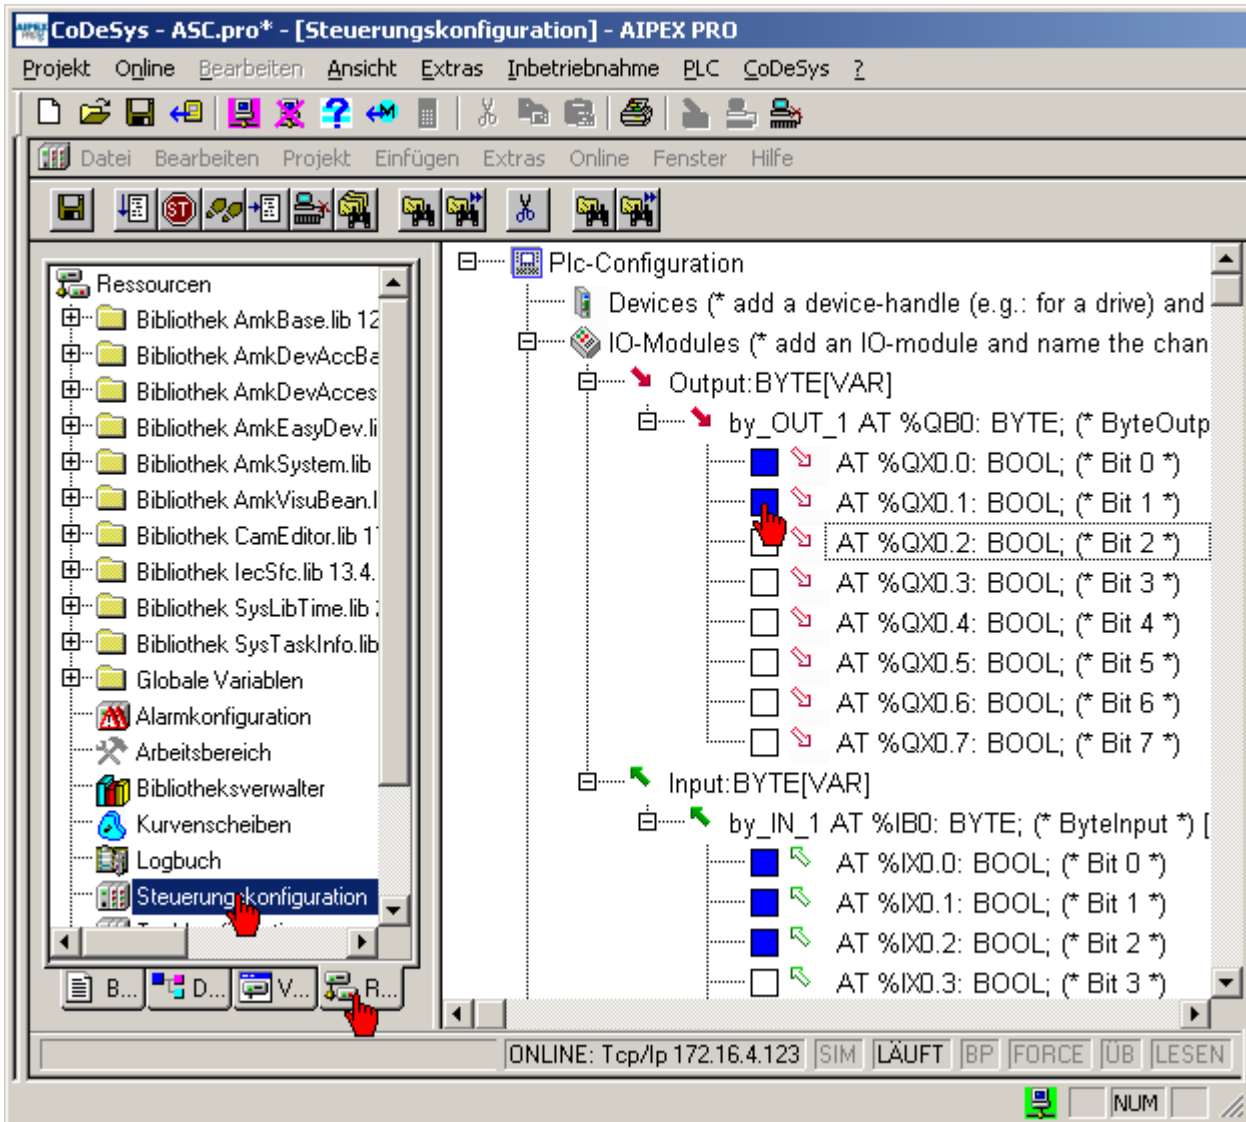 CoDeSys - ASC.pro* - [Steuerungskonfiguration] - AIPEX PRO
Projekt Online Bearbeiten Ansicht Extras Inbetriebnahme PLC CoDeSys ?
Datei Bearbeiten Projekt Einfügen Extras Online Fenster Hilfe
ST
Ressourcen
Bibliothek AmkBase.lib 12
Bibliothek AmkDevAccBa
Bibliothek AmkDevAcces
Bibliothek AmkEasyDev.li
Bibliothek AmkSystem.lib
Bibliothek AmkVisuBean.l
Bibliothek CamEditor.lib 1
Bibliothek IecSfc.lib 13.4.
Bibliothek SysLibTime.lib
Bibliothek SysTaskInfo.lib
Globale Variablen
Alarmkonfiguration
Arbeitsbereich
Bibliotheksverwalter
Kurvenscheiben
Logbuch
Steuerungskonfiguration
B... D... V... R...
Plc-Configuration
Devices (* add a device-handle (e.g.: for a drive) and
IO-Modules (* add an IO-module and name the chan
Output:BYTE[VAR]
by_OUT_1 AT %QB0: BYTE; (* ByteOutp
AT %QX0.0: BOOL; (* Bit 0 *)
AT %QX0.1: BOOL; (* Bit 1 *)
AT %QX0.2: BOOL; (* Bit 2 *)
AT %QX0.3: BOOL; (* Bit 3 *)
AT %QX0.4: BOOL; (* Bit 4 *)
AT %QX0.5: BOOL; (* Bit 5 *)
AT %QX0.6: BOOL; (* Bit 6 *)
AT %QX0.7: BOOL; (* Bit 7 *)
Input:BYTE[VAR]
by_IN_1 AT %IB0: BYTE; (* ByteInput *) [
AT %IX0.0: BOOL; (* Bit 0 *)
AT %IX0.1: BOOL; (* Bit 1 *)
AT %IX0.2: BOOL; (* Bit 2 *)
AT %IX0.3: BOOL; (* Bit 3 *)
ONLINE: Tcp/Ip 172.16.4.123 SIM LÄUFT BP FORCE ÜB LESEN
NUM